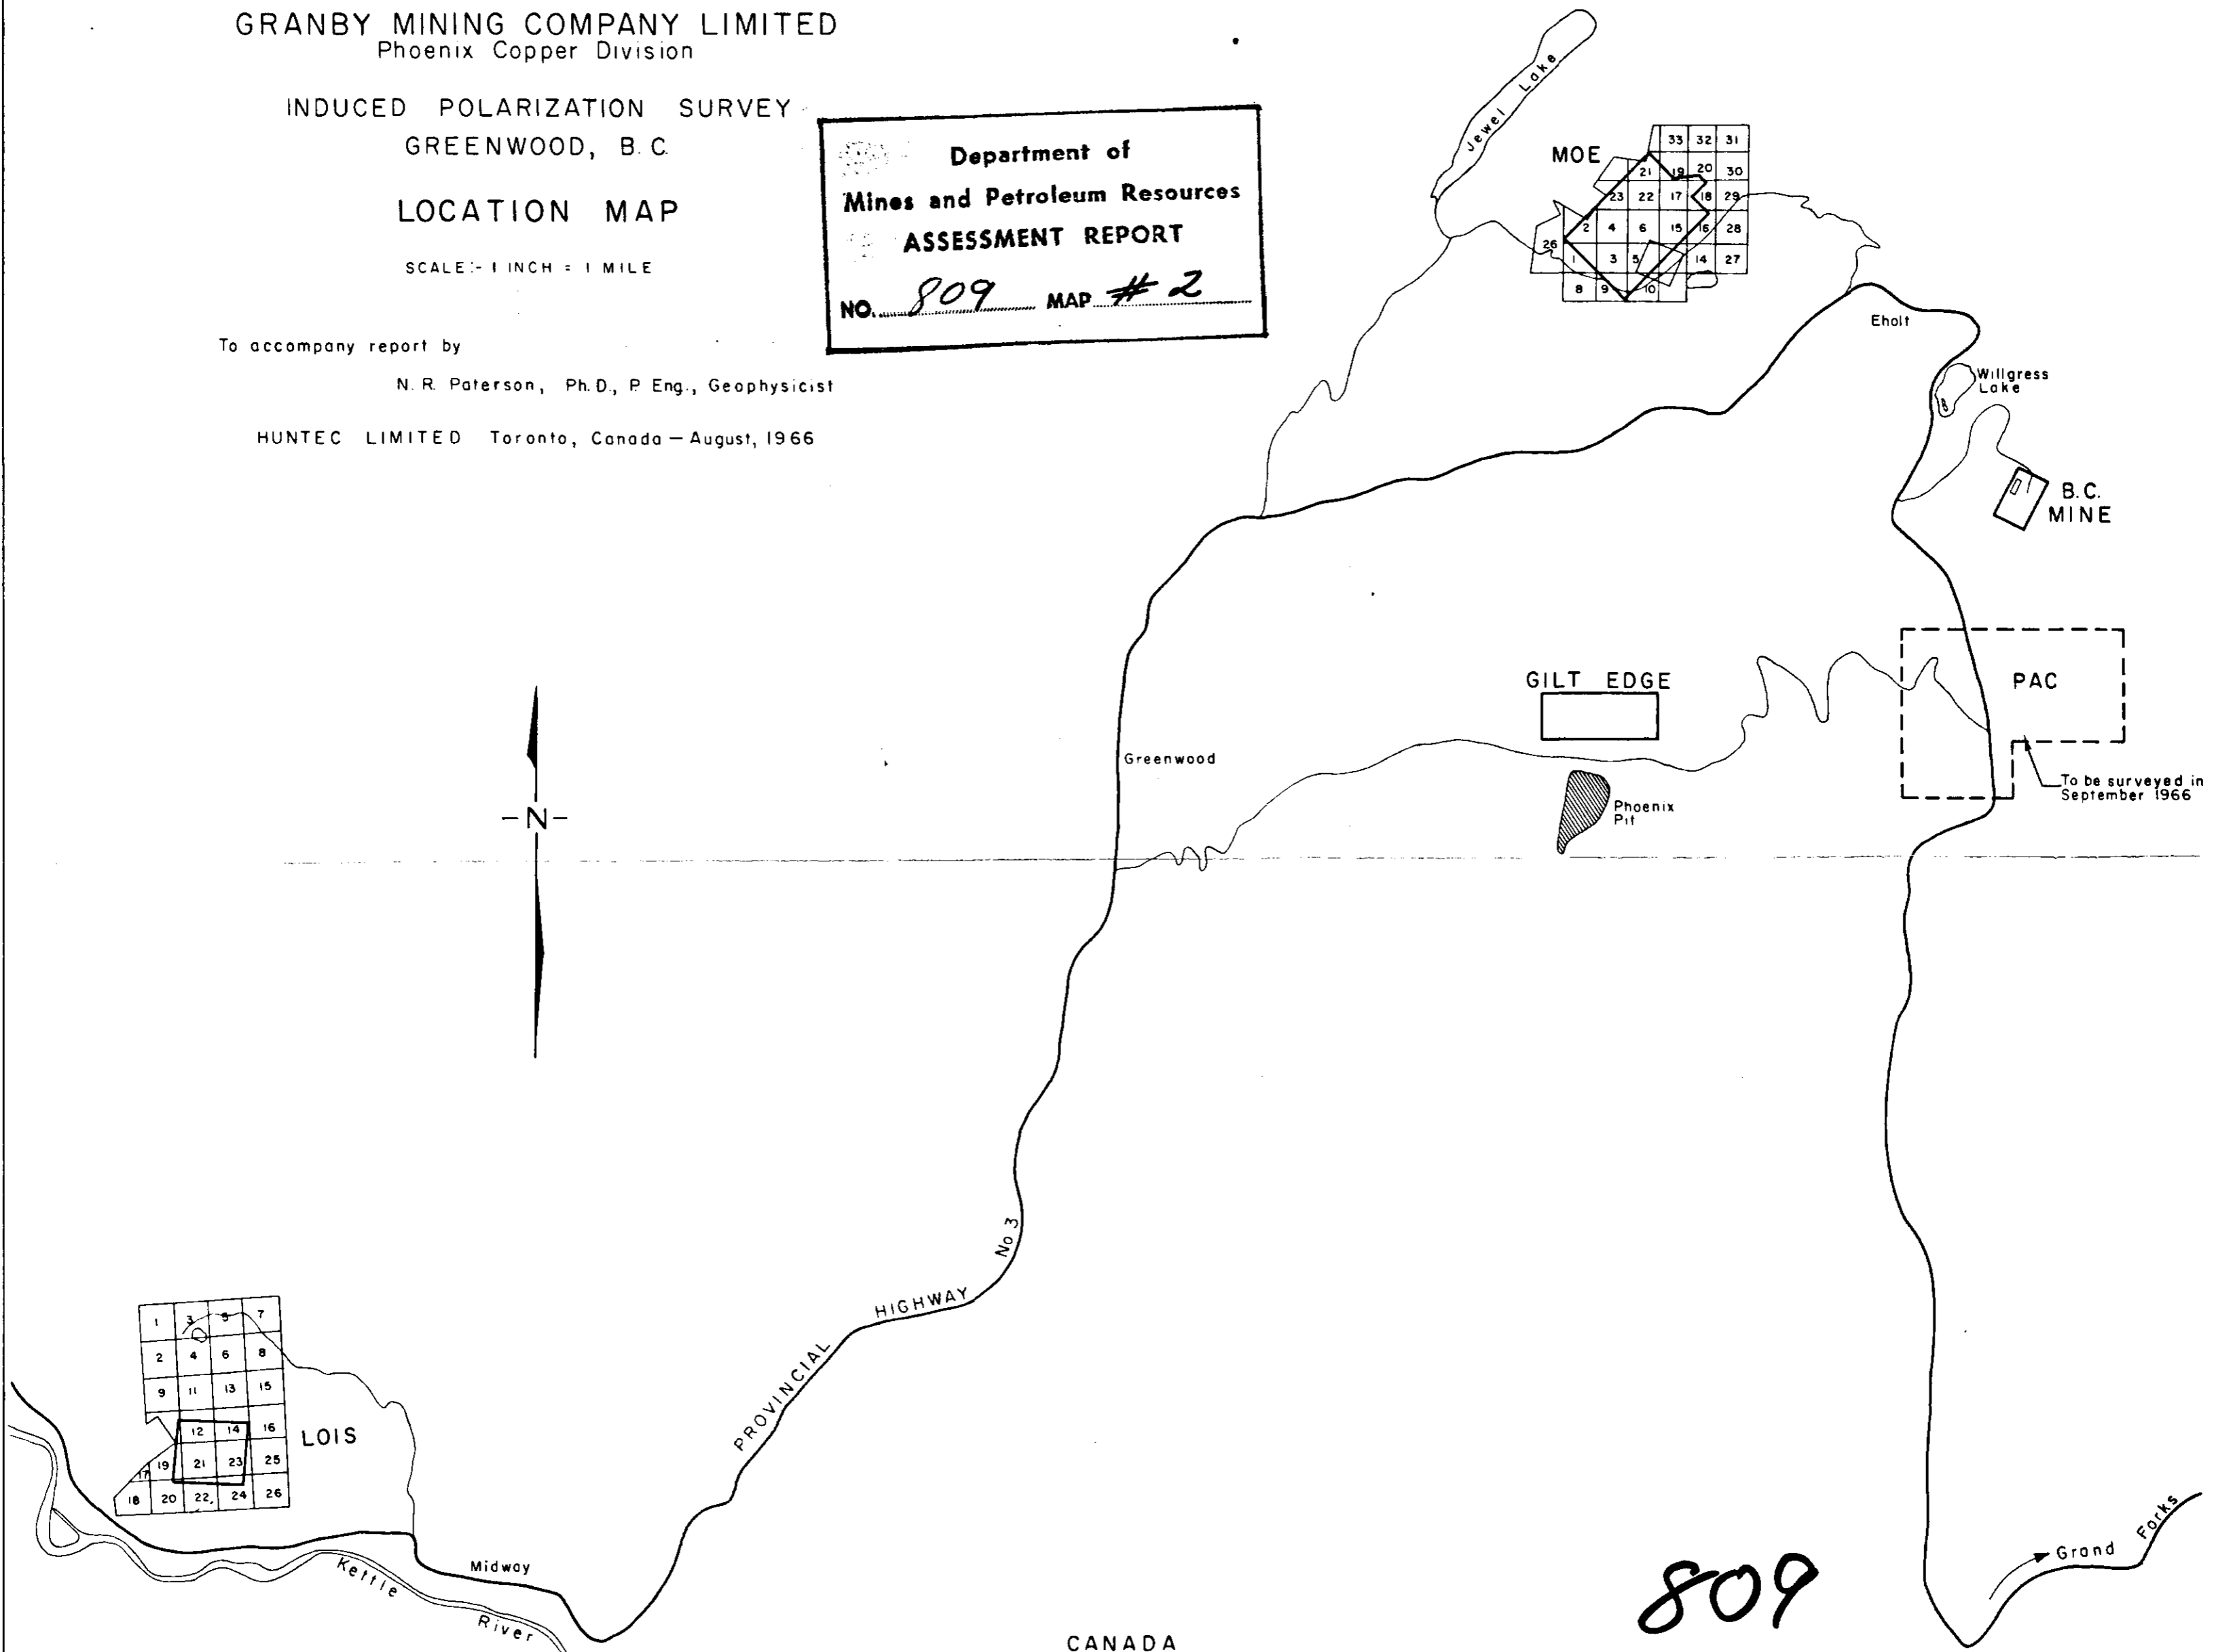 GRANBY MINING COMPANY LIMITED
Phoenix Copper Division
INDUCED POLARIZATION SURVEY
GREENWOOD, B.C.
LOCATION MAP
SCALE:- 1 INCH = 1 MILE
To accompany report by
N. R. Paterson, Ph.D., P. Eng., Geophysicist
HUNTEC LIMITED Toronto, Canada — August, 1966
Department of
Mines and Petroleum Resources
ASSESSMENT REPORT
NO. 809 MAP #2
Jewel Lake
MOE
33 32 31
21 19 20 30
23 22 17 18 29
2 4 6 15 16 28
26 1 3 5 14 27
8 9 10
Eholt
Willgress
Lake
B.C.
MINE
GILT EDGE
PAC
Greenwood
Phoenix
Pit
To be surveyed in
September 1966
-N-
No 3
HIGHWAY
PROVINCIAL
1 3 5 7
2 4 6 8
9 11 13 15
12 14 16
LOIS
17 19 21 23 25
18 20 22 24 26
Midway
Kettle
River
Grand Forks
809
CANADA